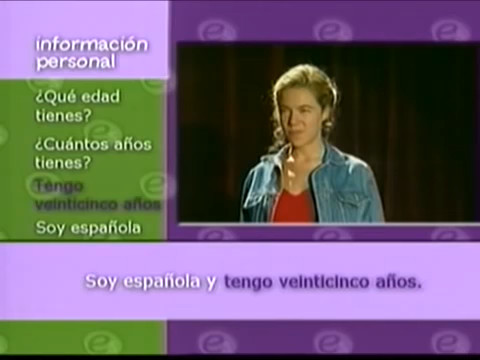 información
personal
¿Qué edad
tienes?
¿Cuántos años
tienes?
Tengo
veinticinco años
Soy española
Soy española y tengo veinticinco años.